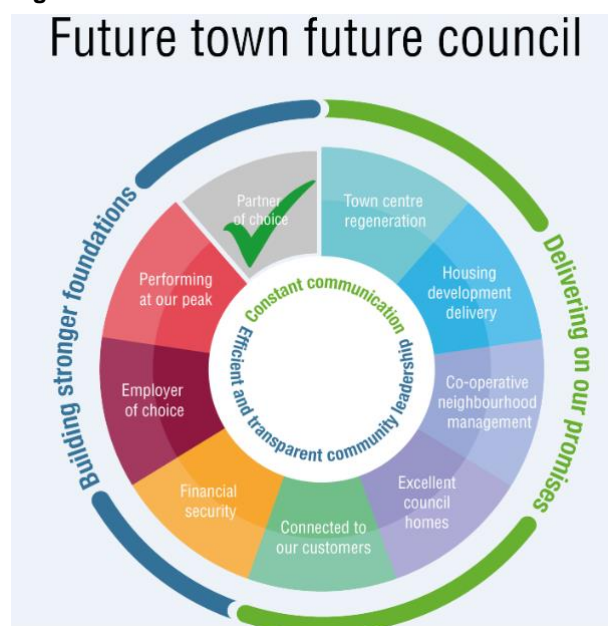 Future town future council
Partner
of choice
Town centre
regeneration
Housing
development
delivery
Co-operative
neighbourhood
management
Excellent
council
homes
Connected to
our customers
Financial
security
Employer
of choice
Performing
at our peak
Constant communication
Efficient and transparent community leadership
Building stronger foundations
Delivering on our promises